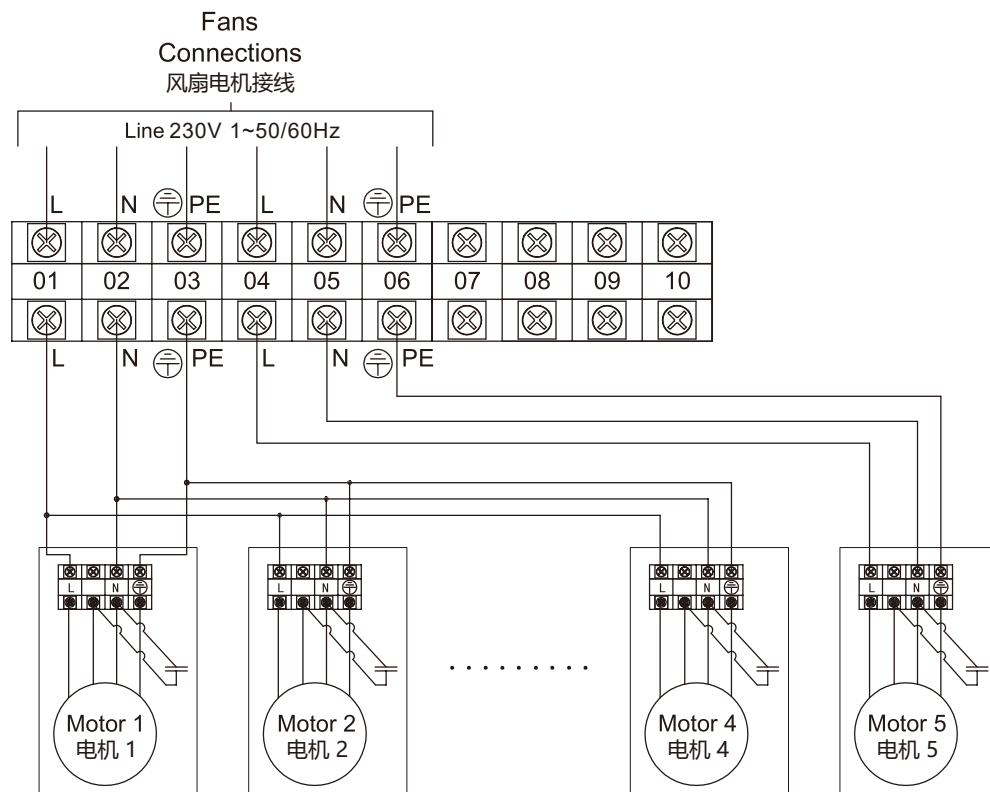 Fans
Connections
风扇电机接线
Line 230V 1~50/60Hz
L N PE L N PE
01 02 03 04 05 06 07 08 09 10
L N PE L N PE
L N L N L N L N
Motor 1 Motor 2 Motor 4 Motor 5
电机 1 电机 2 电机 4 电机 5